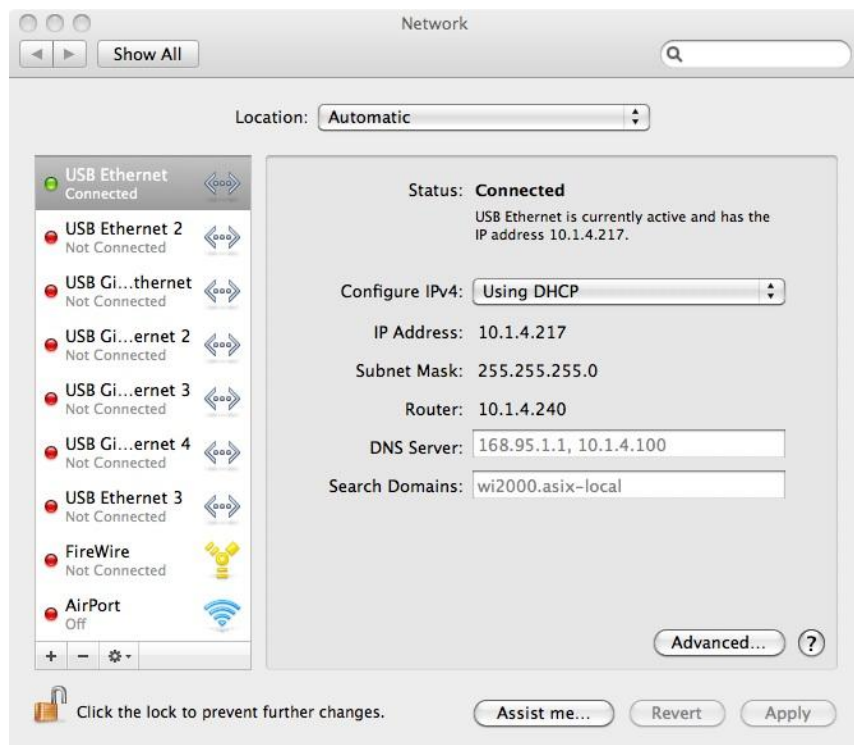 Network
Show All
Location: Automatic
USB Ethernet
Connected
USB Ethernet 2
Not Connected
USB Gi...thernet
Not Connected
USB Gi...ernet 2
Not Connected
USB Gi...ernet 3
Not Connected
USB Gi...ernet 4
Not Connected
USB Ethernet 3
Not Connected
FireWire
Not Connected
AirPort
Off
Status: Connected
USB Ethernet is currently active and has the
IP address 10.1.4.217.
Configure IPv4: Using DHCP
IP Address: 10.1.4.217
Subnet Mask: 255.255.255.0
Router: 10.1.4.240
DNS Server: 168.95.1.1, 10.1.4.100
Search Domains: wi2000.asix-local
Advanced... ?
Click the lock to prevent further changes.
Assist me... Revert Apply